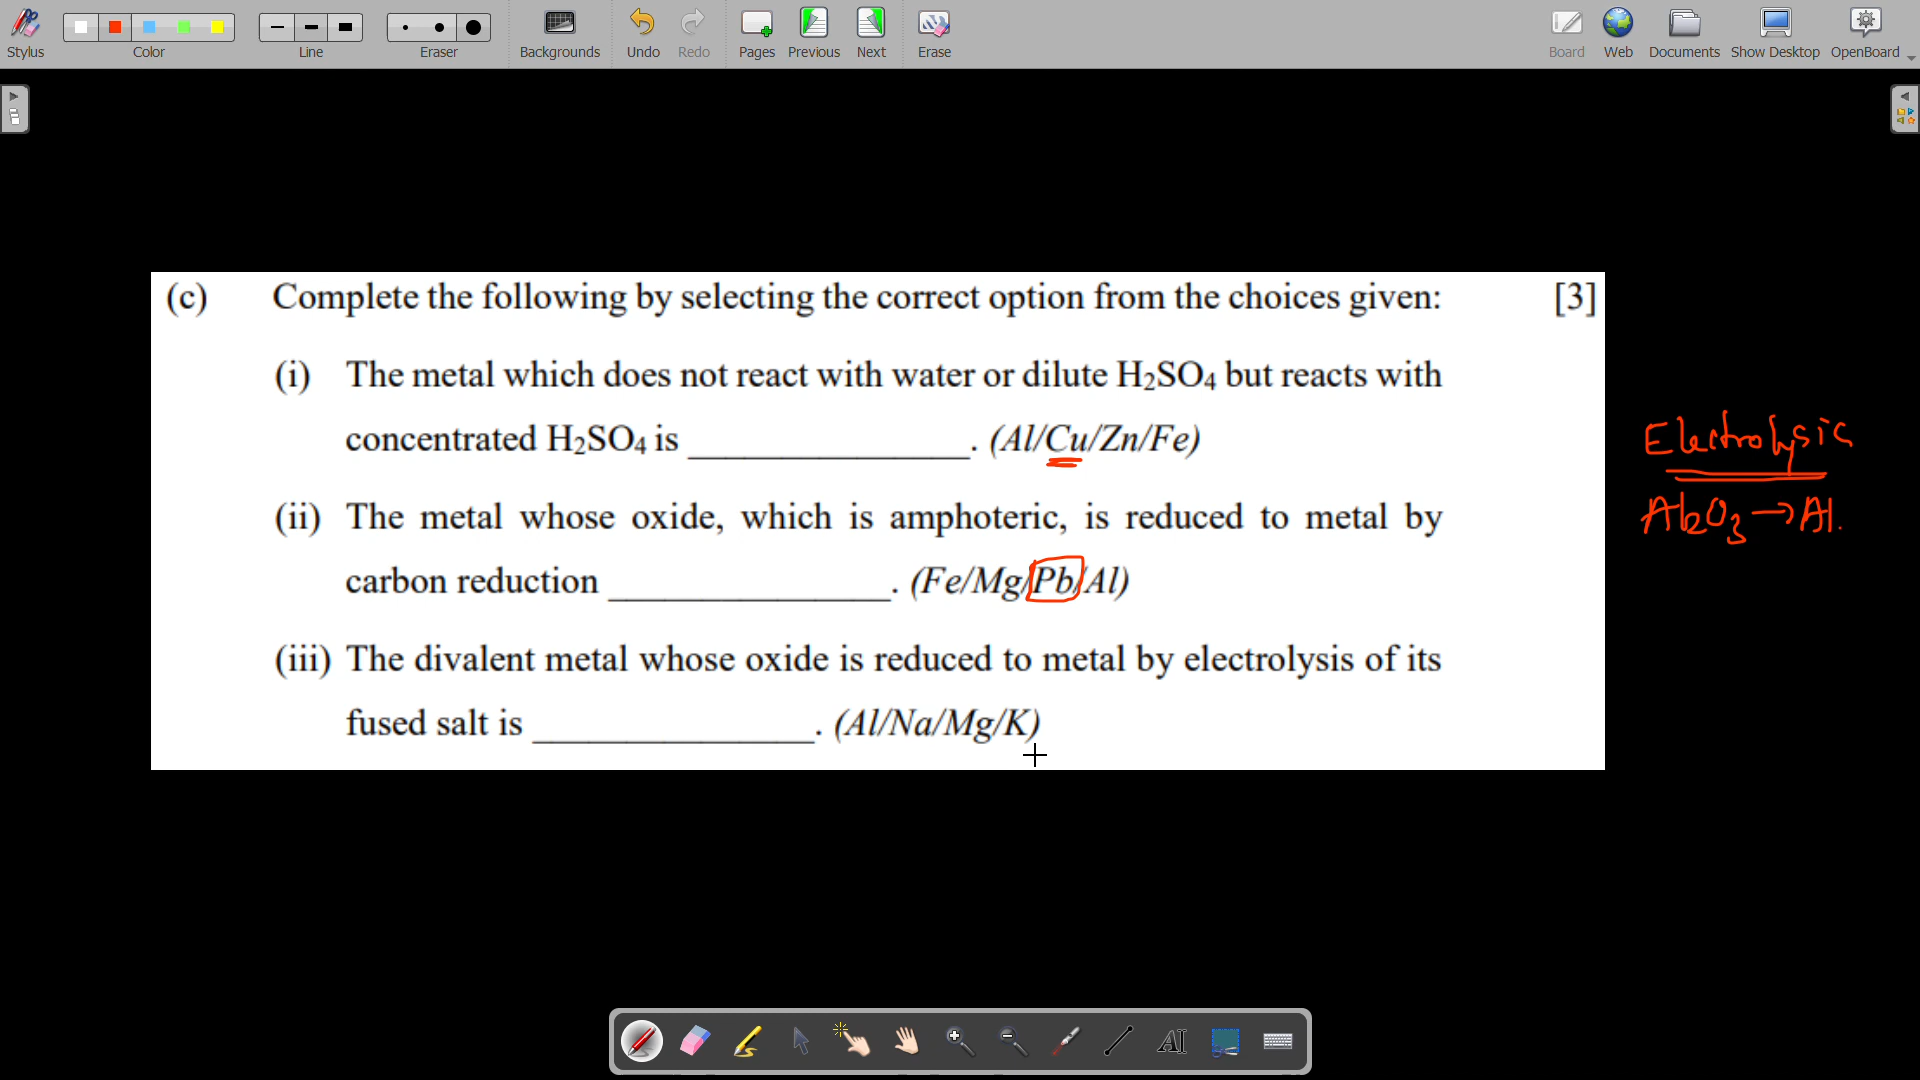 Stylus
Color
Line
Eraser
Backgrounds
Undo
Redo
Pages
Previous
Next
Erase
Board
Web
Documents
Show Desktop
OpenBoard
(c) Complete the following by selecting the correct option from the choices given: [3]
(i) The metal which does not react with water or dilute H₂SO₄ but reacts with
concentrated H₂SO₄ is ________________. (Al/Cu/Zn/Fe)
(ii) The metal whose oxide, which is amphoteric, is reduced to metal by
carbon reduction ________________. (Fe/Mg/Pb/Al)
(iii) The divalent metal whose oxide is reduced to metal by electrolysis of its
fused salt is ________________. (Al/Na/Mg/K)
Electrolysis
Al₂O₃→Al.
AI